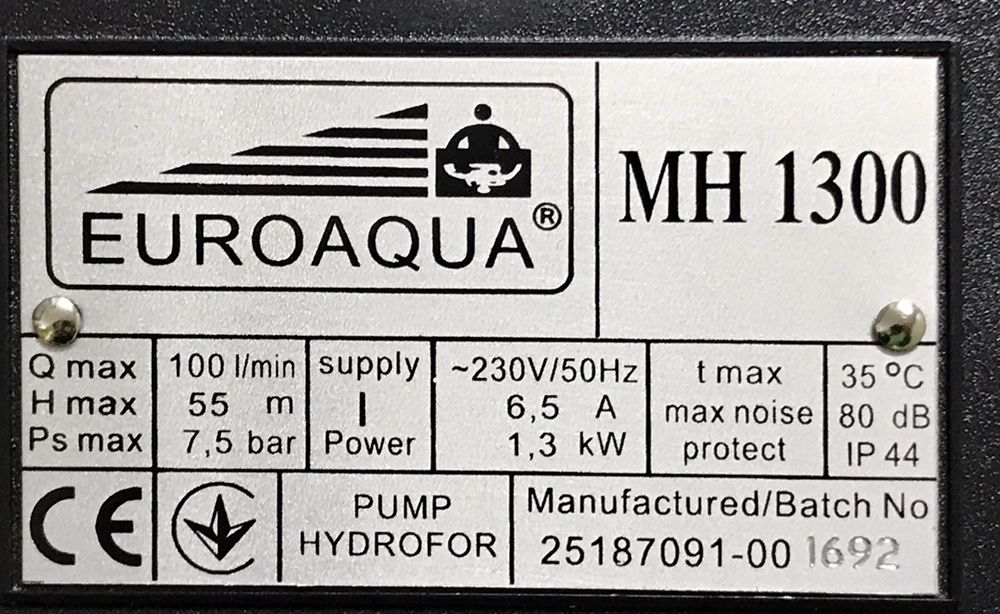 EUROAQUA®
MH 1300
Q max 100 l/min supply ~230V/50Hz t max 35 °C
H max 55 m I 6,5 A max noise 80 dB
Ps max 7,5 bar Power 1,3 kW protect IP 44
CE PUMP Manufactured/Batch No
HYDROFOR 25187091-00 1692